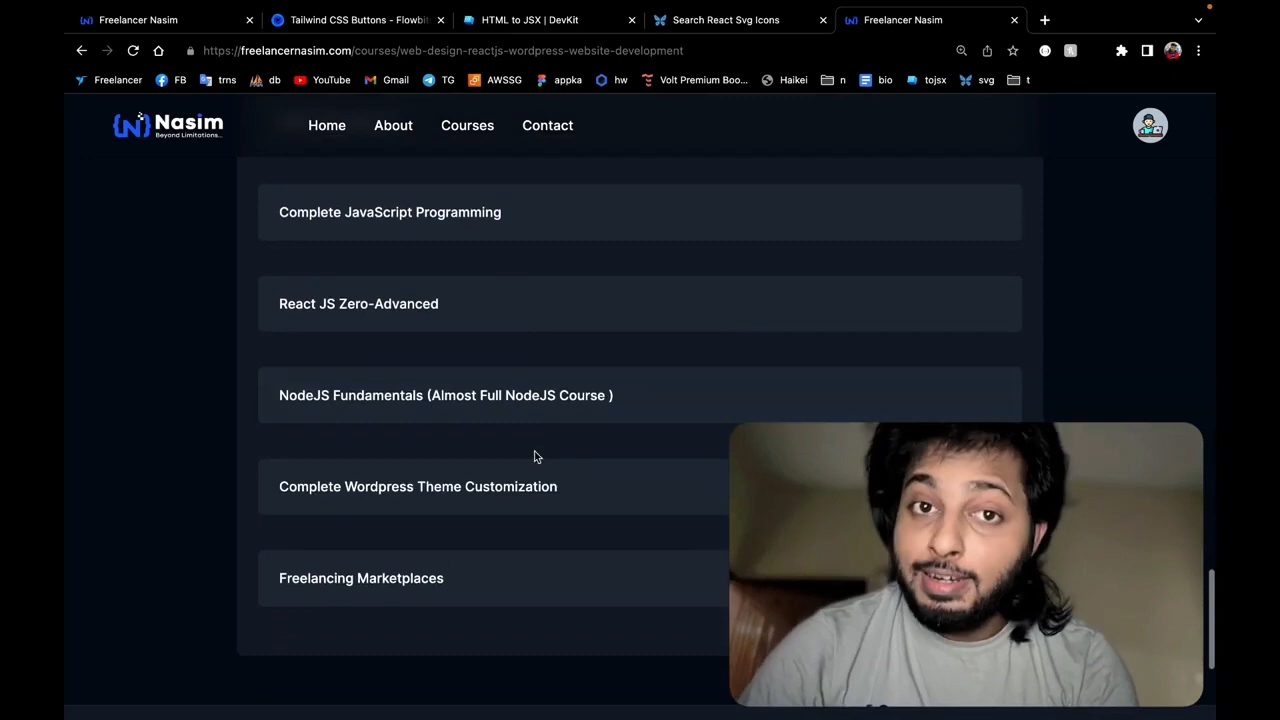 Freelancer Nasim
Tailwind CSS Buttons - Flowbit
HTML to JSX | DevKit
Search React Svg Icons
Freelancer Nasim
https://freelancernasim.com/courses/web-design-reactjs-wordpress-website-development
Freelancer
FB
trns
db
YouTube
Gmail
TG
AWSSG
appka
hw
Volt Premium Boo...
Haikei
n
bio
tojsx
svg
t
{N} Nasim
Beyond Limitations...
Home
About
Courses
Contact
Complete JavaScript Programming
React JS Zero-Advanced
NodeJS Fundamentals (Almost Full NodeJS Course )
Complete Wordpress Theme Customization
Freelancing Marketplaces